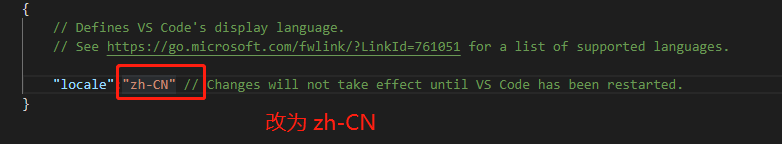 {
// Defines VS Code's display language.
// See https://go.microsoft.com/fwlink/?LinkId=761051 for a list of supported languages.
"locale" "zh-CN" // Changes will not take effect until VS Code has been restarted.
}
改为 zh-CN